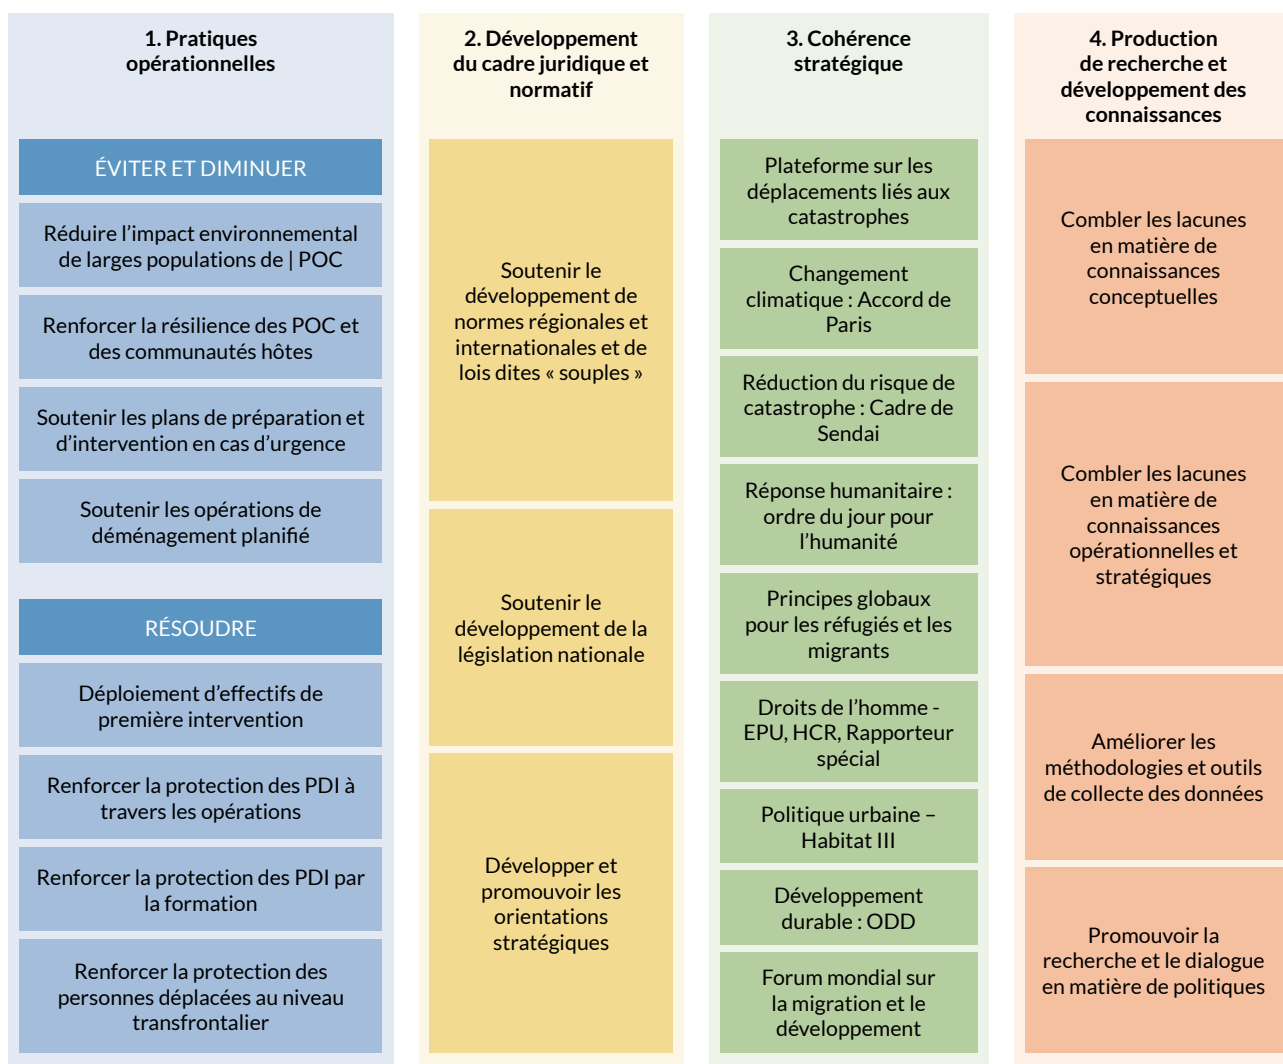 1. Pratiques
opérationnelles
ÉVITER ET DIMINUER
Réduire l’impact environnemental
de larges populations de | POC
Renforcer la résilience des POC et
des communautés hôtes
Soutenir les plans de préparation et
d’intervention en cas d’urgence
Soutenir les opérations de
déménagement planifié
RÉSOUDRE
Déploiement d’effectifs de
première intervention
Renforcer la protection des PDI à
travers les opérations
Renforcer la protection des PDI par
la formation
Renforcer la protection des
personnes déplacées au niveau
transfrontalier
2. Développement
du cadre juridique et
normatif
Soutenir le
développement de
normes régionales et
internationales et de
lois dites « souples »
Soutenir le
développement de la
législation nationale
Développer et
promouvoir les
orientations
stratégiques
3. Cohérence
stratégique
Plateforme sur les
déplacements liés aux
catastrophes
Changement
climatique : Accord de
Paris
Réduction du risque de
catastrophe : Cadre de
Sendai
Réponse humanitaire :
ordre du jour pour
l’humanité
Principes globaux
pour les réfugiés et les
migrants
Droits de l’homme -
EPU, HCR, Rapporteur
spécial
Politique urbaine –
Habitat III
Développement
durable : ODD
Forum mondial sur
la migration et le
développement
4. Production
de recherche et
développement des
connaissances
Combler les lacunes
en matière de
connaissances
conceptuelles
Combler les lacunes
en matière de
connaissances
opérationnelles et
stratégiques
Améliorer les
méthodologies et outils
de collecte des données
Promouvoir la
recherche et le dialogue
en matière de politiques